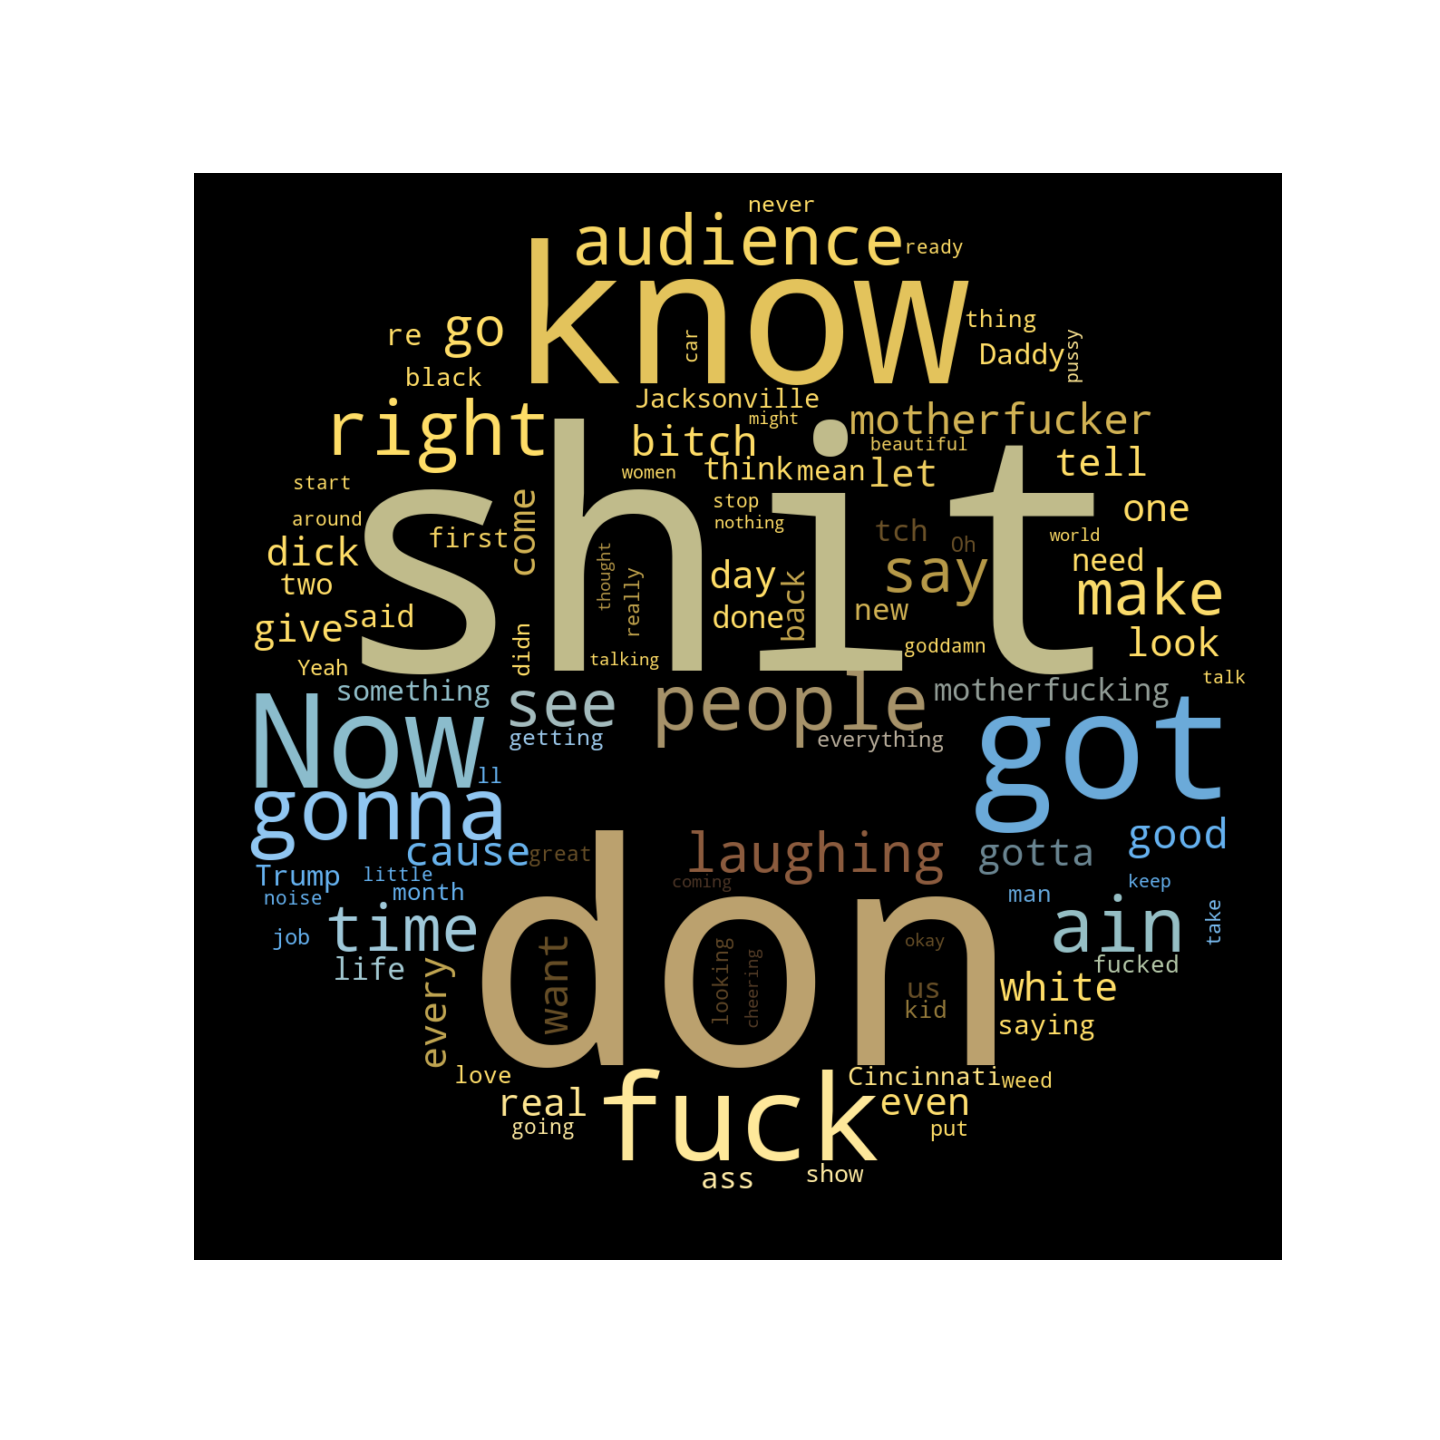 never
audience
ready
know
thing
re
go
car
Daddy
pussy
black
Jacksonville
might
right
motherfucker
bitch
beautiful
shit
women
think
mean
let
tell
start
stop
nothing
one
around
come
first
tch
Oh
world
dick
thought
really
day
say
need
two
done
back
new
make
give
said
didn
goddamn
look
Yeah
talking
talk
something
see
people
motherfucking
Now
getting
everything
got
ll
gonna
cause
great
laughing
gotta
good
Trump
little
coming
keep
noise
month
man
take
job
time
don
okay
ain
life
want
looking
cheering
fucked
every
us
white
kid
saying
love
Cincinnati
weed
real
fuck
even
going
put
ass
show